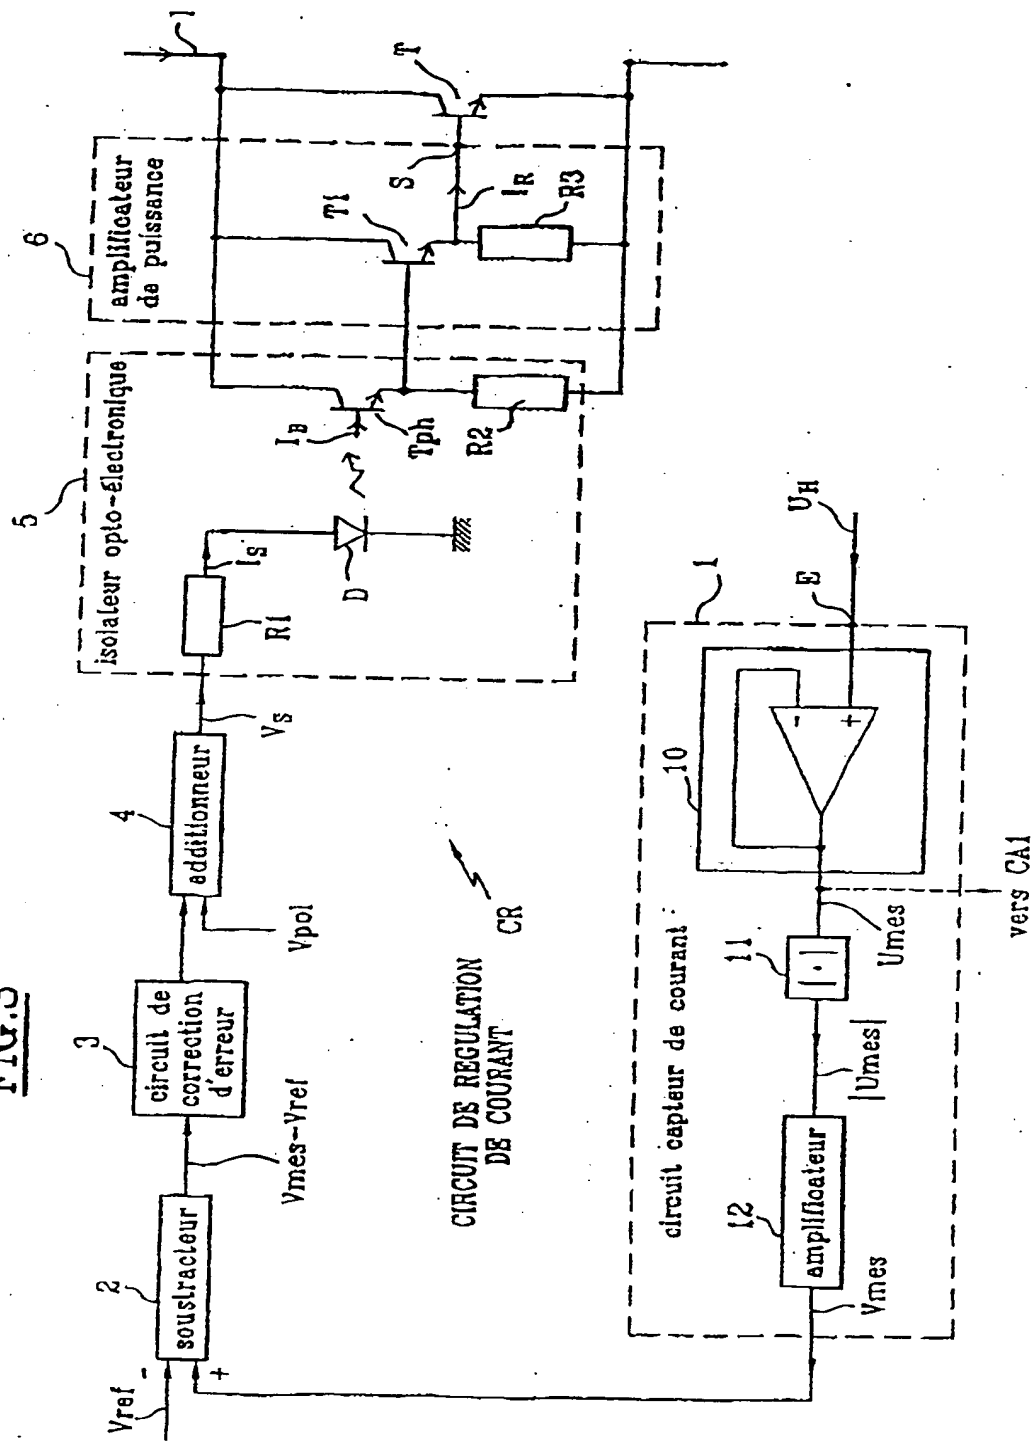 FIG.3
Vref
-
+
2
soustracteur
Vmes-Vref
3
circuit de
correction
d'erreur
Vpol
4
additionneur
VS
5
isolateur opto-électronique
R1
IS
D
IB
Tph
R2
6
amplificateur
de puissance
T1
S
IR
R3
T
I
CIRCUIT DE REGULATION
DE COURANT
CR
circuit capteur de courant
1
E
UH
10
-
+
Umes
vers CA1
11
|·|
|Umes|
12
amplificateur
Vmes